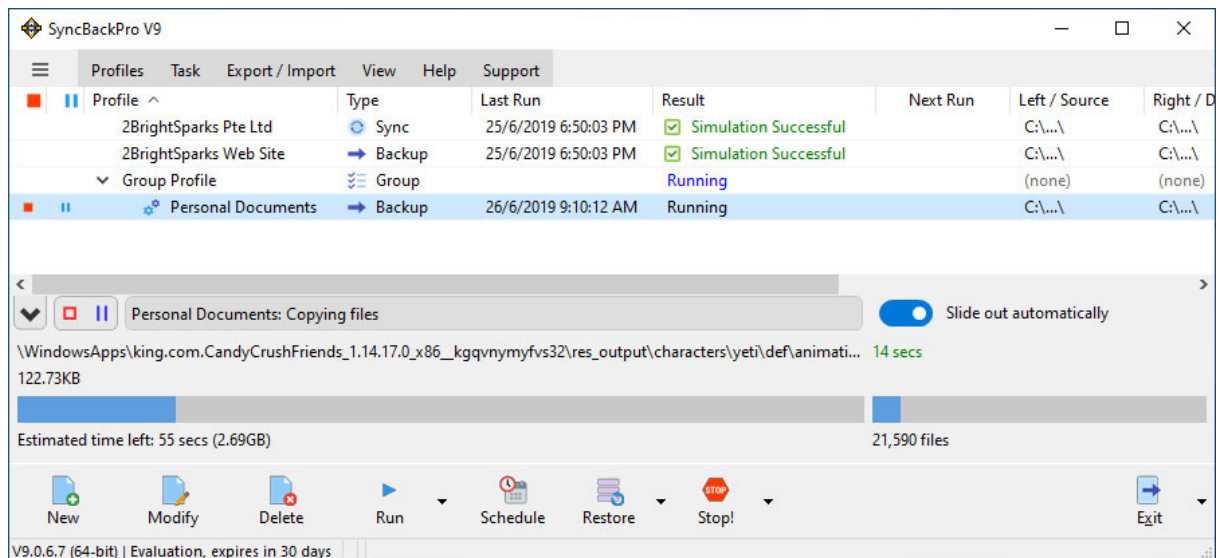 SyncBackPro V9
Profiles Task Export / Import View Help Support
Profile Type Last Run Result Next Run Left / Source Right / D
2BrightSparks Pte Ltd Sync 25/6/2019 6:50:03 PM Simulation Successful C:\...\
2BrightSparks Web Site Backup 25/6/2019 6:50:03 PM Simulation Successful C:\...\ C:\...\
Group Profile Group Running (none) (none)
Personal Documents Backup 26/6/2019 9:10:12 AM Running C:\...\ C:\...\
Personal Documents: Copying files Slide out automatically
\WindowsApps\king.com.CandyCrushFriends_1.14.17.0_x86__kgqvnymyfvs32\res_output\characters\yeti\def\animati... 14 secs
122.73KB
Estimated time left: 55 secs (2.69GB) 21,590 files
New Modify Delete Run Schedule Restore STOP Stop! Exit
V9.0.6.7 (64-bit) | Evaluation, expires in 30 days